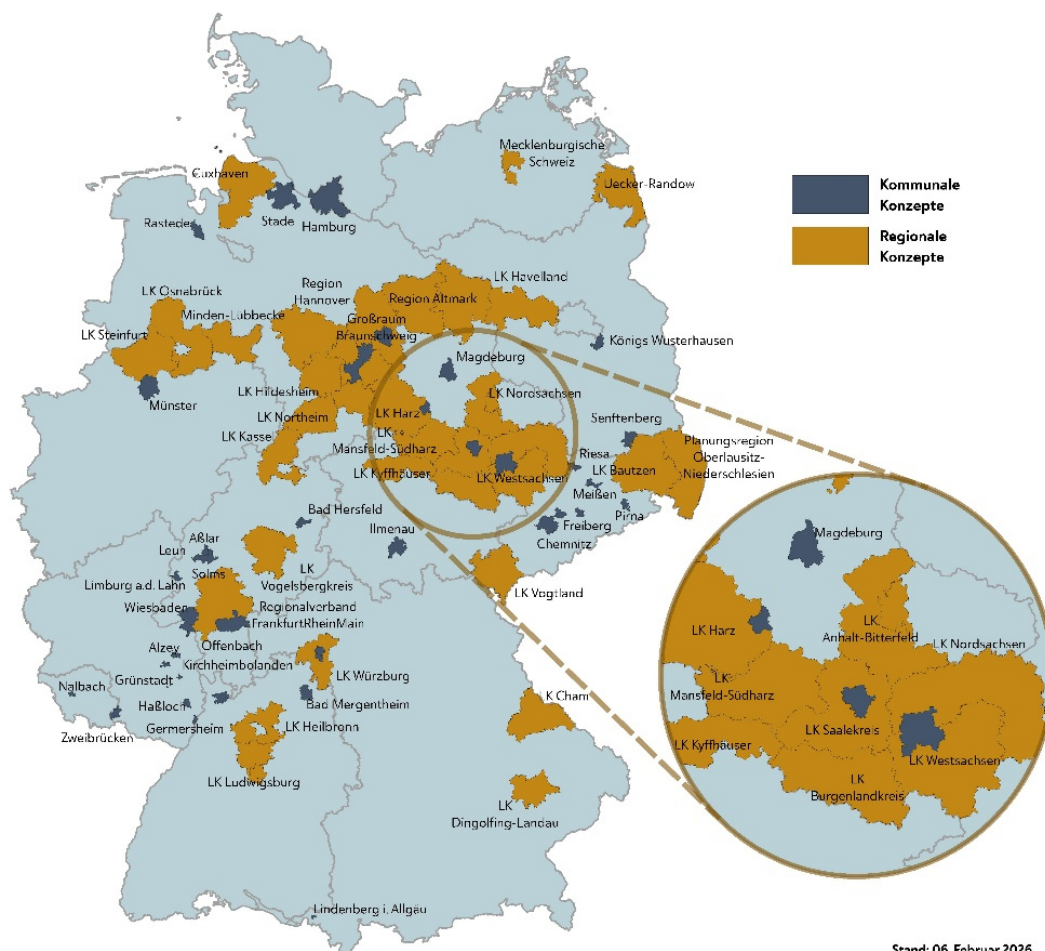 Mecklenburgische
Schweiz
Cuxhaven
Uecker-Randow
Stade
Hamburg
Rastede
Kommunale
Konzepte
Regionale
Konzepte
LK Osnabrück
Region
Hannover
LK Havelland
Region Altmark
Minden-Lübbecke
Großraum
Braunschweig
LK Steinfurt
Königs Wusterhausen
Magdeburg
Münster
LK Hildesheim
LK Nordsachsen
LK Harz
Senftenberg
LK Northeim
LK Kasse
LK
Mansfeld-Südharz
Planungsregion
Oberlausitz-
Niederschlesien
Riesa
LK Bautzen
LK Kyffhäuser
LK Westsachsen
Meißen
Pirna
Bad Hersfeld
Ilmenau
Freiberg
Chemnitz
Aßlar
Leun
Solms
LK
Vogelsbergkreis
LK Vogtland
Limburg a.d. Lahn
Wiesbaden
Regionalverband
FrankfurtRheinMain
Offenbach
Alzey
Kirchheimbolanden
Grünstadt
LK Würzburg
Nalbach
Haßloch
Bad Mergentheim
LK Cham
Zweibrücken
Germersheim
LK Heilbronn
LK Ludwigsburg
LK
Dingolfing-Landau
Lindenberg i. Allgäu
Magdeburg
LK Harz
LK
Anhalt-Bitterfeld
LK Nordsachsen
LK
Mansfeld-Südharz
LK Saalekreis
LK Kyffhäuser
LK Westsachsen
LK
Burgenlandkreis
Stand: 06. Februar 2026